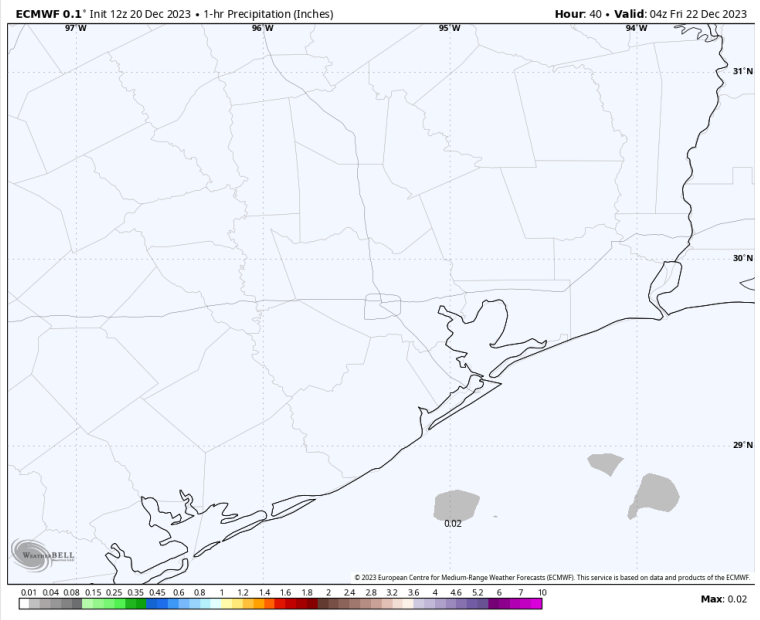 ECMWF 0.1° Init 12z 20 Dec 2023 • 1-hr Precipitation (Inches) Hour: 40 • Valid: 04z Fri 22 Dec 2023
97°W 96°W 95°W 94°W
31°N
30°N
29°N
0.02
WEATHERBELL
© 2023 European Centre for Medium-Range Weather Forecasts (ECMWF). This service is based on data and products of the ECMWF.
0.01 0.04 0.08 0.15 0.25 0.35 0.45 0.6 0.8 1 1.2 1.4 1.6 1.8 2 2.4 2.8 3.2 3.6 4 4.6 5.2 6 7 10
Max: 0.02